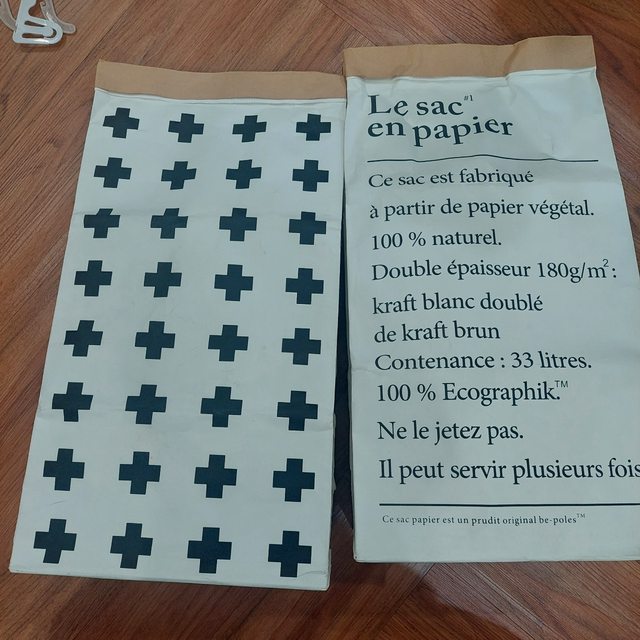 Le sac #1
en papier
Ce sac est fabriqué
à partir de papier végétal.
100 % naturel.
Double épaisseur 180g/m²:
kraft blanc doublé
de kraft brun
Contenance : 33 litres.
100 % Ecographik.™
Ne le jetez pas.
Il peut servir plusieurs fois
Ce sac papier est un prudit original be-poles™